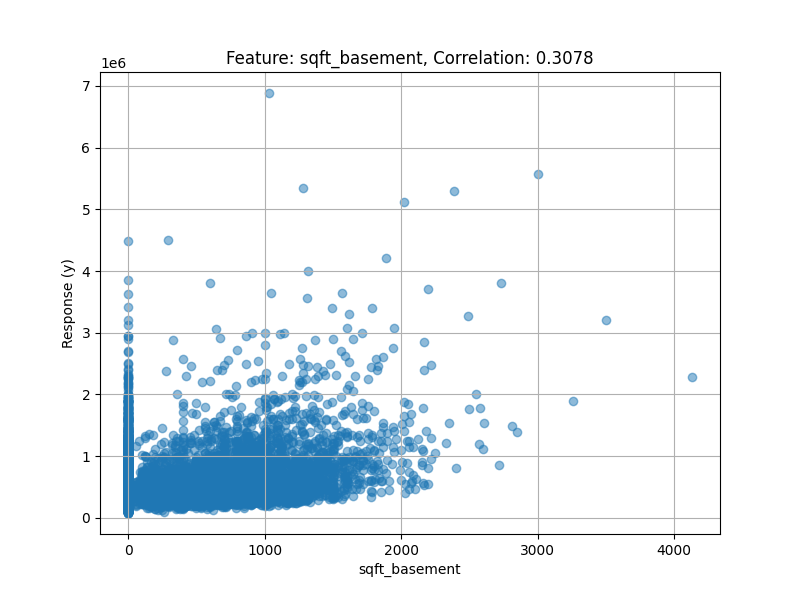 Feature: sqft_basement, Correlation: 0.3078
1e6
7
6
5
4
3
2
1
0
Response (y)
0 1000 2000 3000 4000
sqft_basement